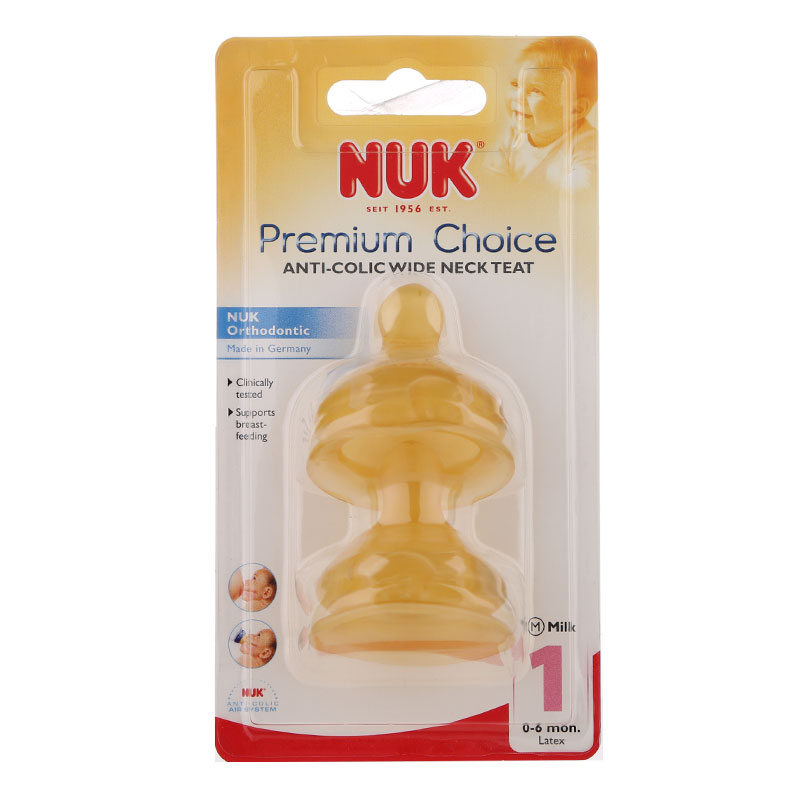 NUK®
SEIT 1956 EST.
Premium Choice
ANTI-COLIC WIDE NECK TEAT
NUK
Orthodontic
Made in Germany
Clinically
tested
Supports
breast-
feeding
M Milk
1
0-6 mon.
Latex
NUK
ANTI-COLIC
AIR SYSTEM